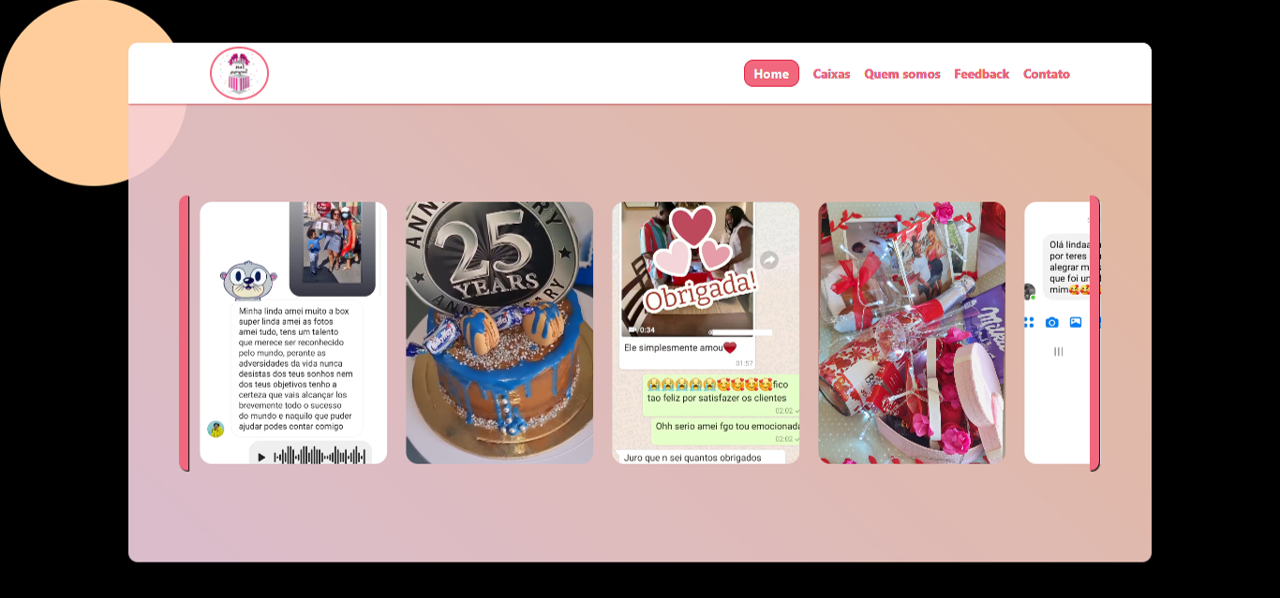 Home
Caixas
Quem somos
Feedback
Contato
Minha linda amei muito a box
super linda amei as fotos
amei tudo, tens um talento
que merece ser reconhecido
pelo mundo, perante as
adversidades da vida nunca
desistas dos teus sonhos nem
dos teus objetivos tenho a
certeza que vais alcançar los
brevemente todo o sucesso
do mundo e naquilo que puder
ajudar podes contar comigo
25
YEARS
ANNIVERSARY
Obrigada!
0:34
Ele simplesmente amou❤
01:57
😭😭😭😭😭🥰🥰🥰🥰fico
tao feliz por satisfazer os clientes
02:02
Ohh serio amei fgo tou emocionada
02:02
Juro que n sei quantos obrigados
Milka
Olá lindaa
por teres
alegrar m
que foi un
mim🥰🥰